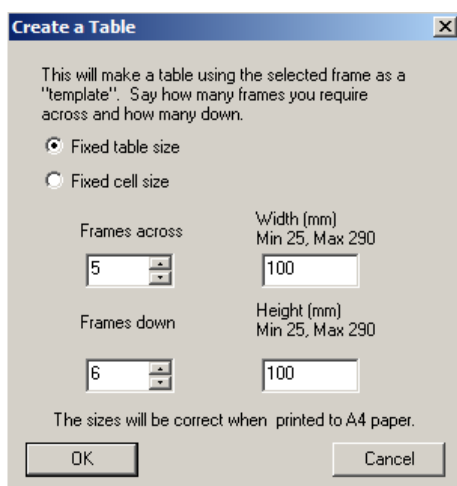 Create a Table
This will make a table using the selected frame as a
"template". Say how many frames you require
across and how many down.
Fixed table size
Fixed cell size
Frames across
Width (mm)
Min 25, Max 290
5
100
Frames down
Height (mm)
Min 25, Max 290
6
100
The sizes will be correct when printed to A4 paper.
OK
Cancel